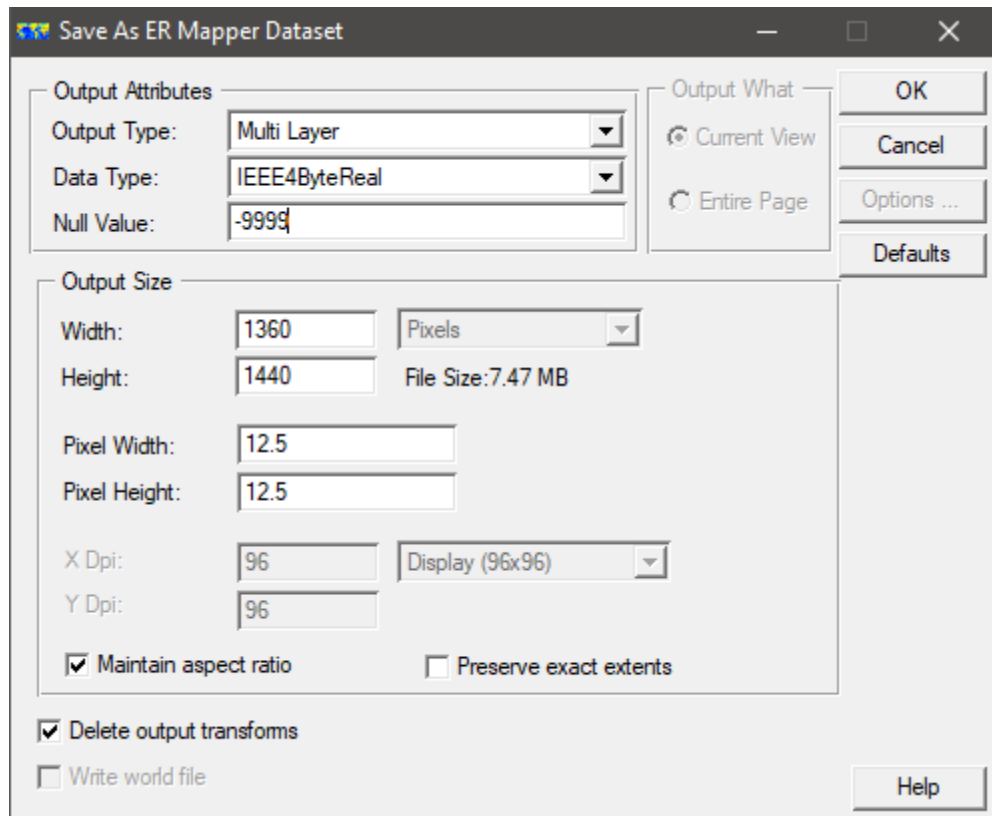 Save As ER Mapper Dataset
Output Attributes
Output Type: Multi Layer
Data Type: IEEE4ByteReal
Null Value: -9999
Output What
Current View
Entire Page
OK
Cancel
Options ...
Defaults
Output Size
Width: 1360 Pixels
Height: 1440 File Size:7.47 MB
Pixel Width: 12.5
Pixel Height: 12.5
X Dpi: 96 Display (96x96)
Y Dpi: 96
Maintain aspect ratio Preserve exact extents
Delete output transforms
Write world file
Help